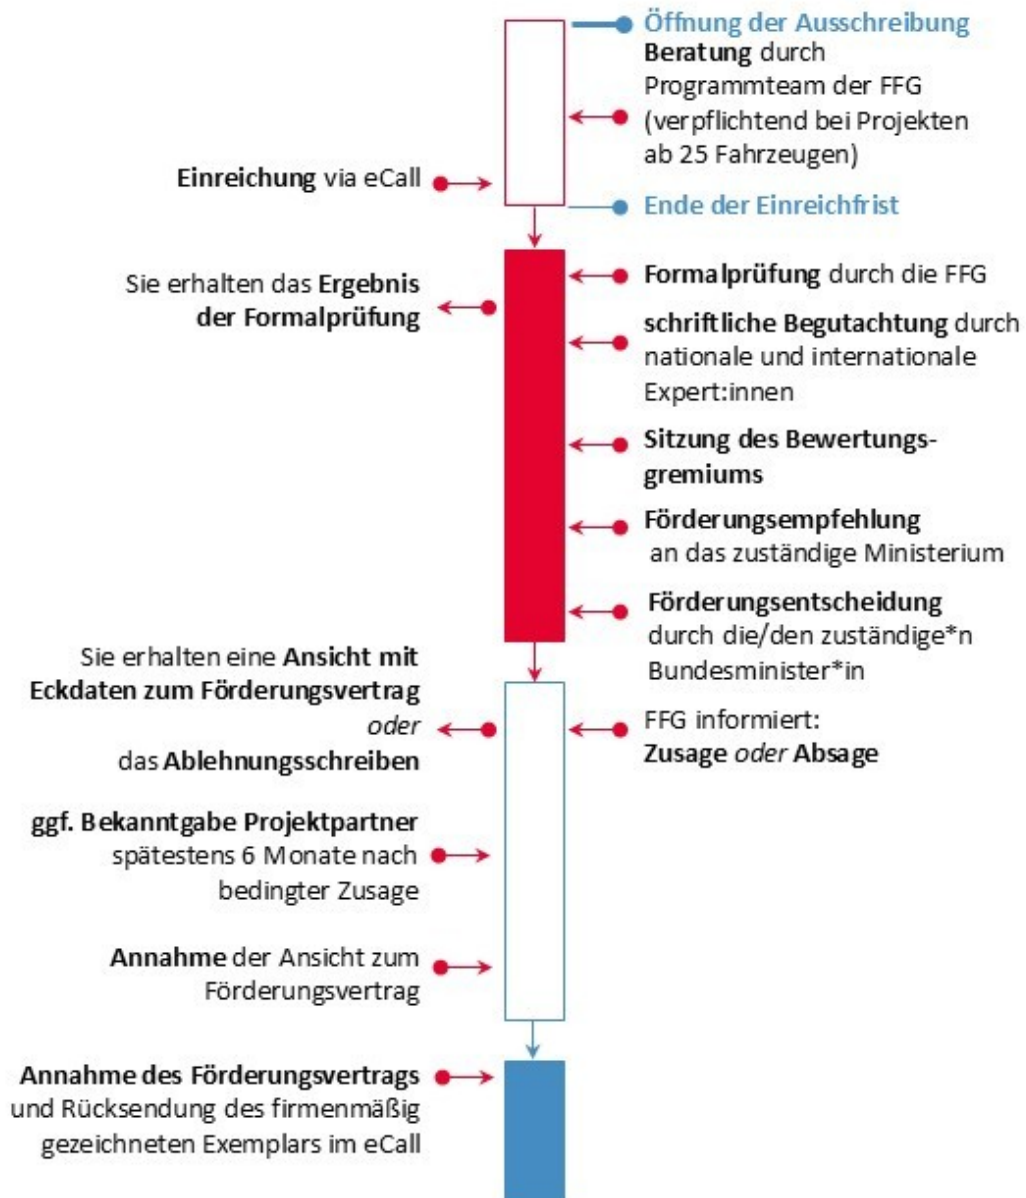 Öffnung der Ausschreibung
Beratung durch
Programmteam der FFG
(verpflichtend bei Projekten
ab 25 Fahrzeugen)
Einreichung via eCall
Ende der Einreichfrist
Formalprüfung durch die FFG
Sie erhalten das Ergebnis
der Formalprüfung
schriftliche Begutachtung durch
nationale und internationale
Expert:innen
Sitzung des Bewertungs-
gremiums
Förderungsempfehlung
an das zuständige Ministerium
Förderungsentscheidung
durch die/den zuständige*n
Bundesminister*in
Sie erhalten eine Ansicht mit
Eckdaten zum Förderungsvertrag
oder
das Ablehnungsschreiben
FFG informiert:
Zusage oder Absage
ggf. Bekanntgabe Projektpartner
spätestens 6 Monate nach
bedingter Zusage
Annahme der Ansicht zum
Förderungsvertrag
Annahme des Förderungsvertrags
und Rücksendung des firmenmäßig
gezeichneten Exemplars im eCall